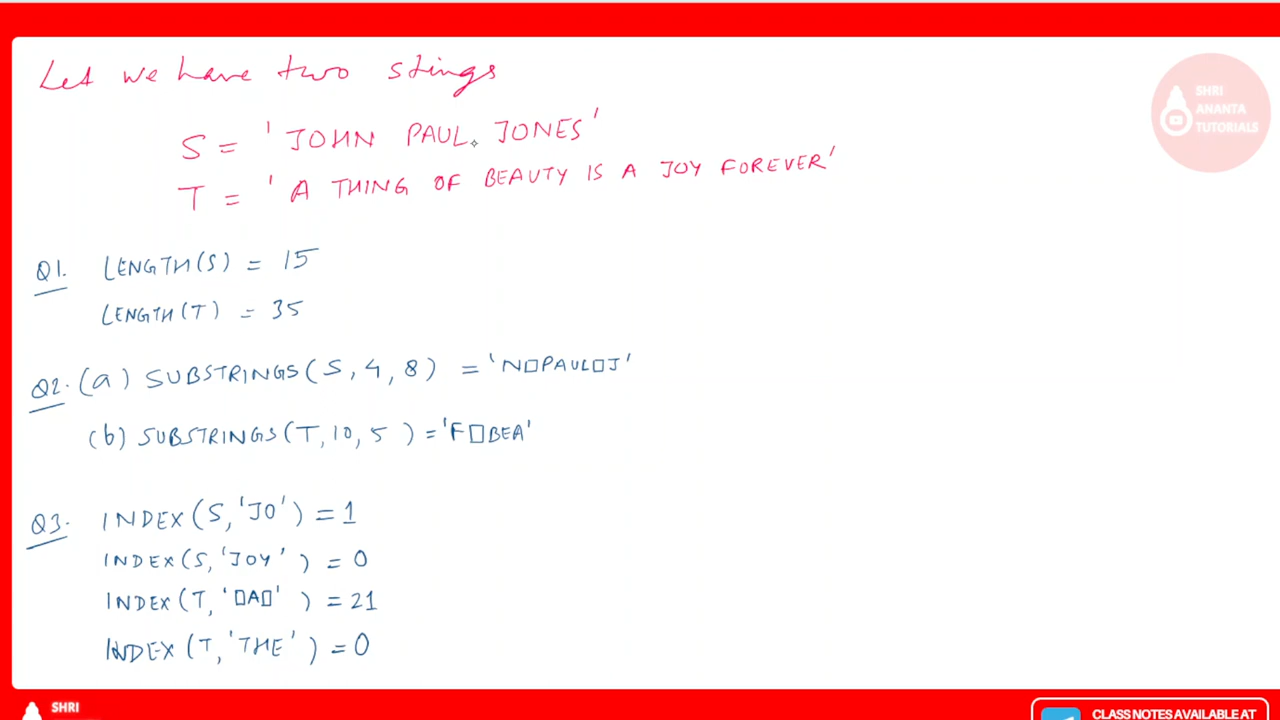 Let we have two stings
S = 'JOHN PAUL JONES'
T = 'A THING OF BEAUTY IS A JOY FOREVER'
SHRI
ANANTA
TUTORIALS
Q1. LENGTH(S) = 15
LENGTH(T) = 35
Q2. (a) SUBSTRINGS(S, 4, 8) = 'N□PAUL□J'
(b) SUBSTRINGS(T, 10, 5) = 'F□BEA'
Q3. INDEX(S, 'JO') = 1
INDEX(S, 'JOY') = 0
INDEX(T, '□A□') = 21
INDEX(T, 'THE') = 0
SHRI
CLASS NOTES AVAILABLE AT